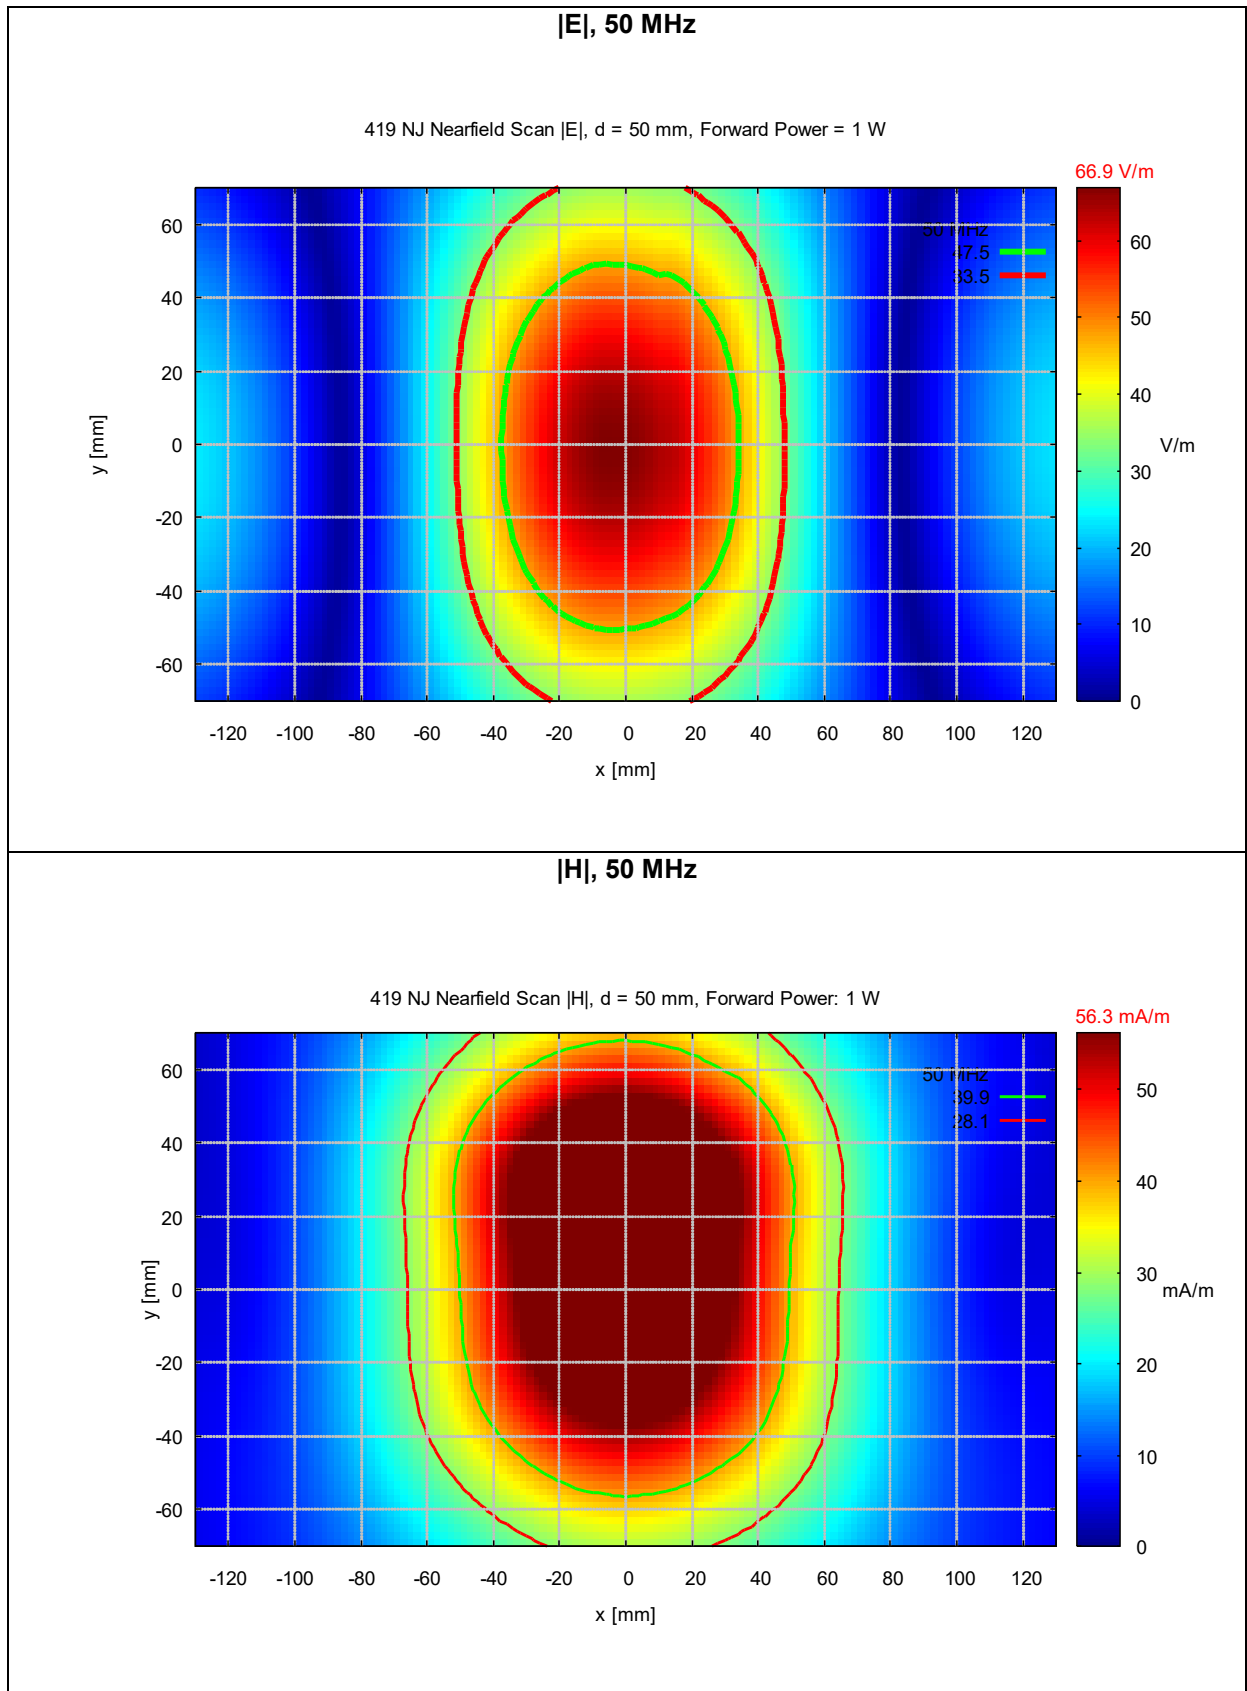 |E|, 50 MHz
419 NJ Nearfield Scan |E|, d = 50 mm, Forward Power = 1 W
66.9 V/m
50 MHz
47.5
33.5
60
40
20
0
-20
-40
-60
y [mm]
-120 -100 -80 -60 -40 -20 0 20 40 60 80 100 120
x [mm]
60
50
40
30
20
10
0
V/m
|H|, 50 MHz
419 NJ Nearfield Scan |H|, d = 50 mm, Forward Power: 1 W
56.3 mA/m
50 MHz
39.9
28.1
60
40
20
0
-20
-40
-60
y [mm]
-120 -100 -80 -60 -40 -20 0 20 40 60 80 100 120
x [mm]
50
40
30
20
10
0
mA/m